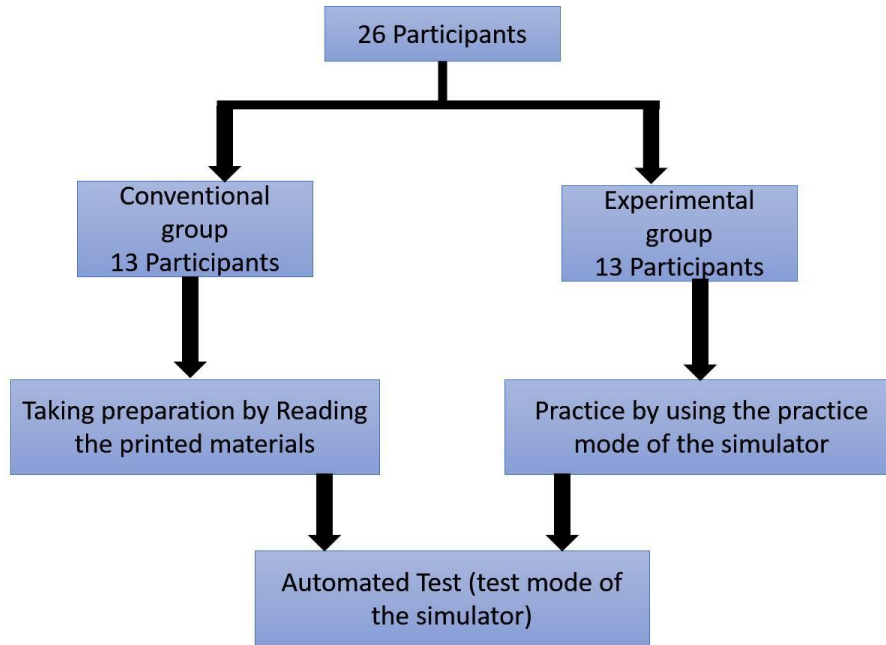 26 Participants
Conventional
group
13 Participants
Experimental
group
13 Participants
Taking preparation by Reading
the printed materials
Practice by using the practice
mode of the simulator
Automated Test (test mode of
the simulator)